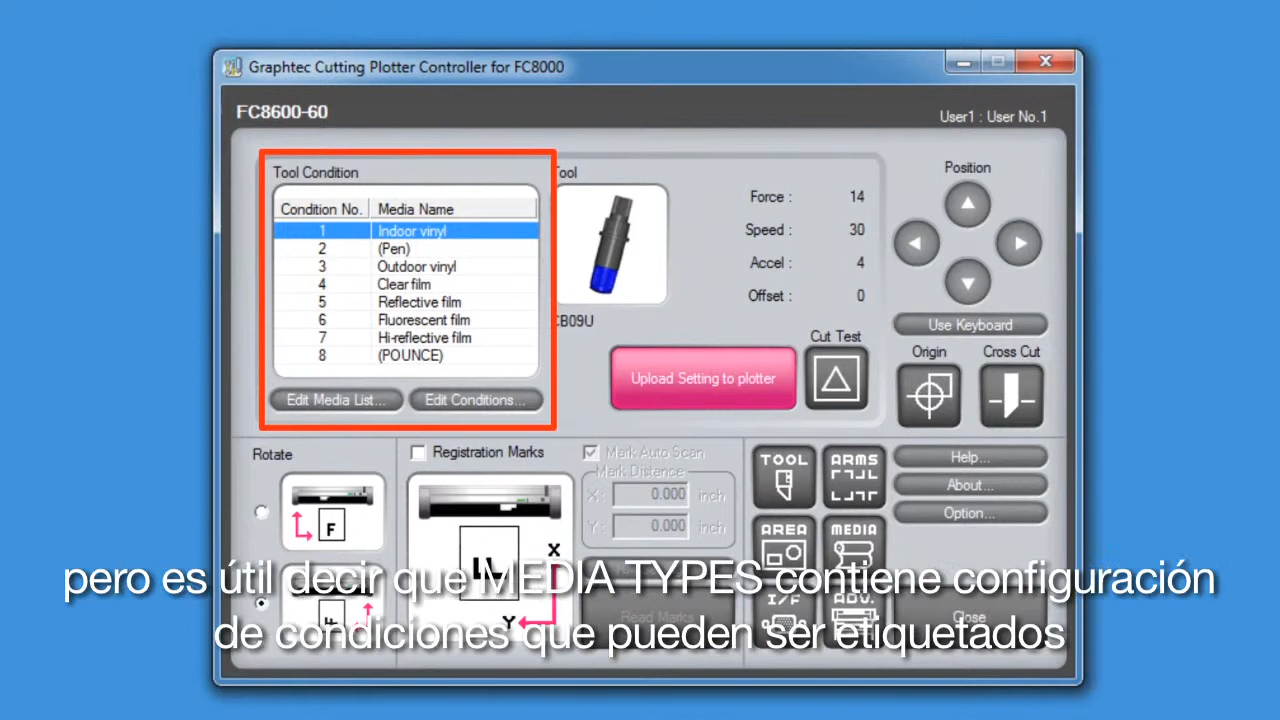 Graphtec Cutting Plotter Controller for FC8000
FC8600-60
User1 : User No.1
Tool Condition
Condition No. Media Name
1 Indoor vinyl
2 (Pen)
3 Outdoor vinyl
4 Clear film
5 Reflective film
6 Fluorescent film
7 Hi-reflective film
8 (POUNCE)
Edit Media List... Edit Conditions...
Tool
CB09U
Force : 14
Speed : 30
Accel : 4
Offset : 0
Upload Setting to plotter
Cut Test
Position
Use Keyboard
Origin Cross Cut
Rotate
F
Registration Marks
X
Y
Mark Auto Scan
Mark Distance
X : 0.000 inch
Y : 0.000 inch
Read Marks
TOOL ARMS
AREA MEDIA
I/F ADV.
Help...
About...
Option...
Close
pero es útil decir que MEDIA TYPES contiene configuración
de condiciones que pueden ser etiquetados